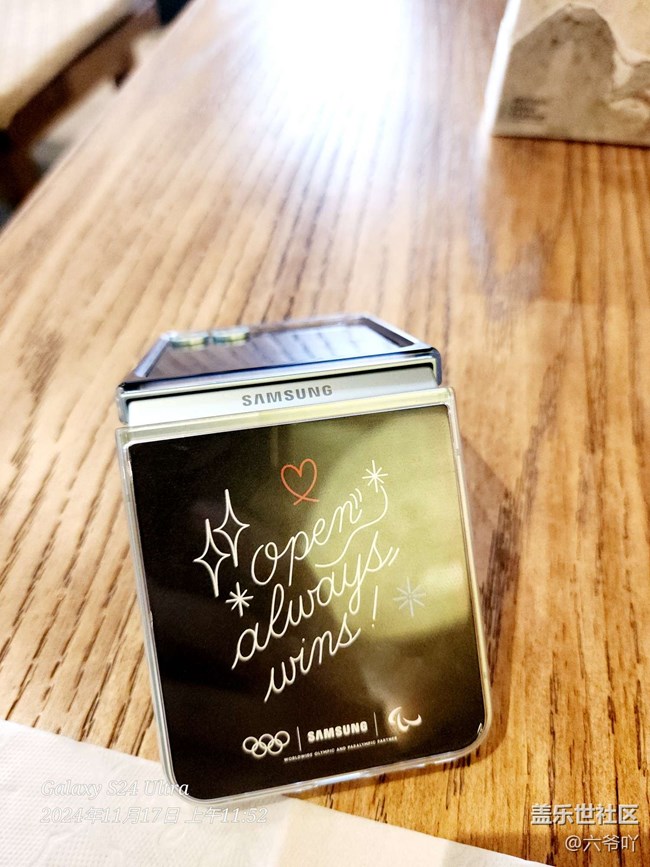 SAMSUNG
open
always
wins!
SAMSUNG
WORLDWIDE OLYMPIC AND PARALYMPIC PARTNER
Galaxy S24 Ultra
2024年11月17日 上午11:52
盖乐世社区
@六爷吖